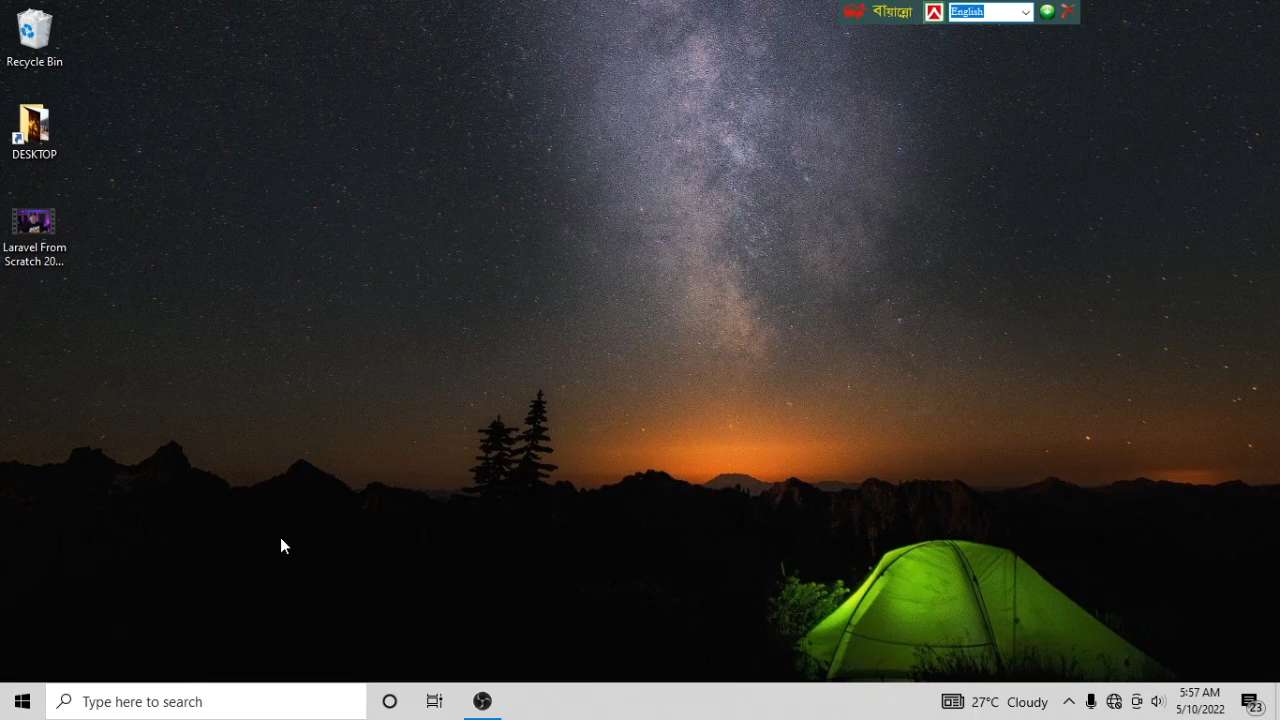 বায়ান্নো
English
Recycle Bin
DESKTOP
Laravel From
Scratch 20...
Type here to search
27°C Cloudy
5:57 AM
5/10/2022
23